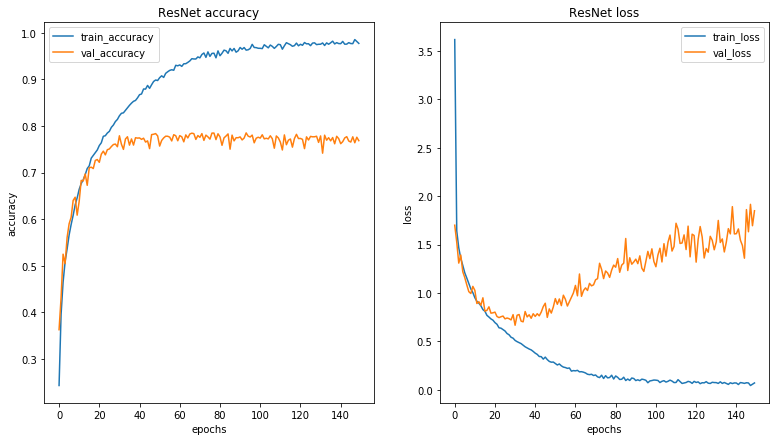 ResNet accuracy
train_accuracy
val_accuracy
1.0
0.9
0.8
0.7
0.6
0.5
0.4
0.3
accuracy
0 20 40 60 80 100 120 140
epochs
ResNet loss
train_loss
val_loss
3.5
3.0
2.5
2.0
1.5
1.0
0.5
0.0
loss
0 20 40 60 80 100 120 140
epochs